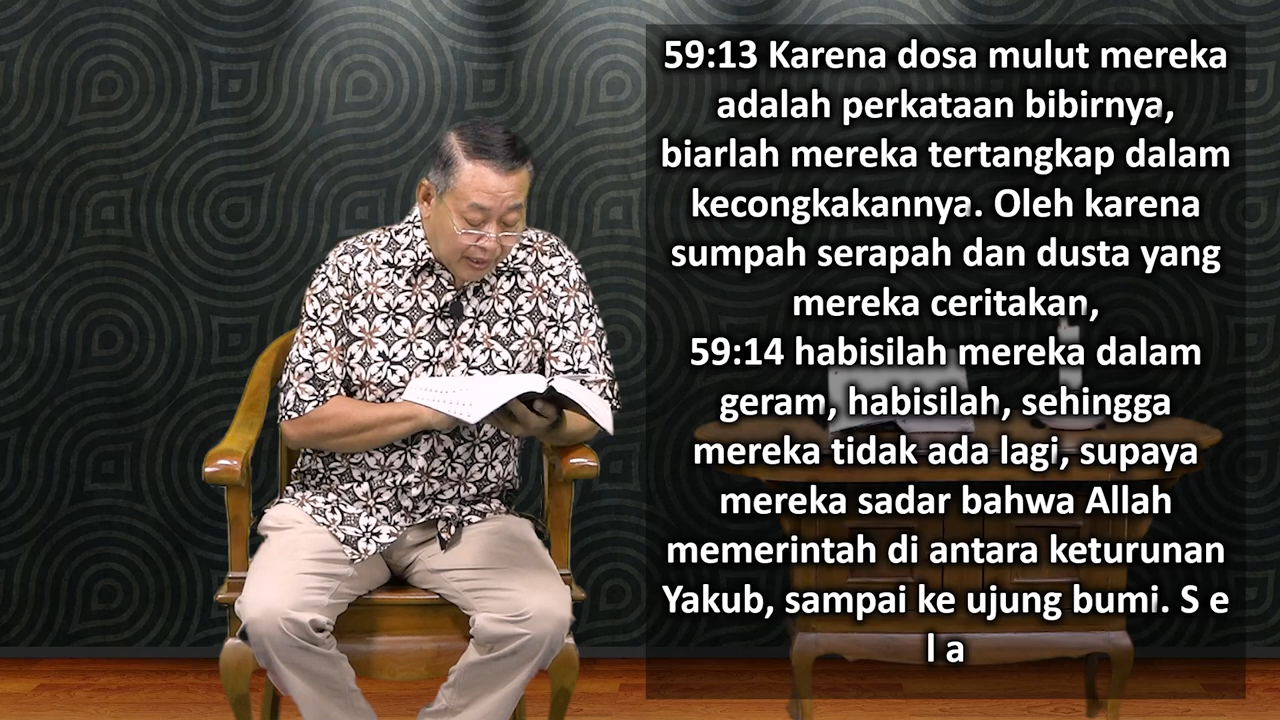 59:13 Karena dosa mulut mereka
adalah perkataan bibirnya,
biarlah mereka tertangkap dalam
kecongkakannya. Oleh karena
sumpah serapah dan dusta yang
mereka ceritakan,
59:14 habisilah mereka dalam
geram, habisilah, sehingga
mereka tidak ada lagi, supaya
mereka sadar bahwa Allah
memerintah di antara keturunan
Yakub, sampai ke ujung bumi. S e
l a